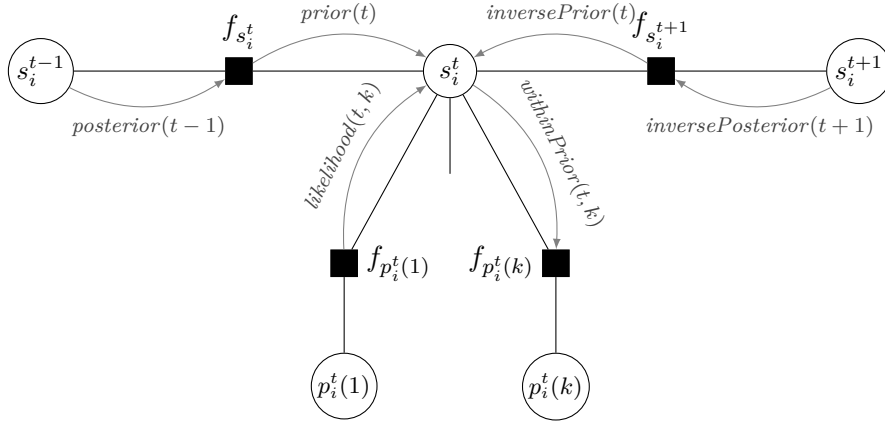 prior(t)
inversePrior(t)
f_{s_i^t}
f_{s_i^{t+1}}
s_i^{t-1}
s_i^t
s_i^{t+1}
posterior(t − 1)
inversePosterior(t + 1)
likelihood(t, k)
withinPrior(t, k)
f_{p_i^t(1)}
f_{p_i^t(k)}
p_i^t(1)
p_i^t(k)